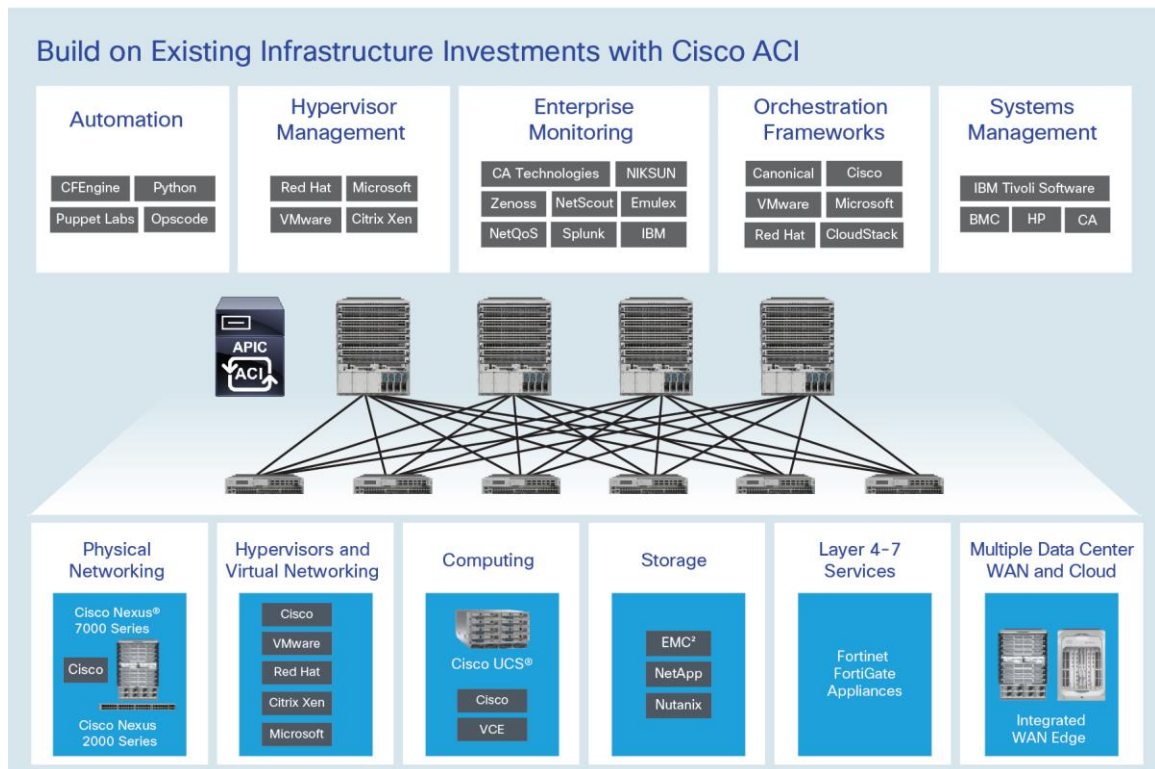 Build on Existing Infrastructure Investments with Cisco ACI
Automation
CFEngine
Python
Puppet Labs
Opscode
Hypervisor
Management
Red Hat
Microsoft
VMware
Citrix Xen
Enterprise
Monitoring
CA Technologies
NIKSUN
Zenoss
NetScout
Emulex
NetQoS
Splunk
IBM
Orchestration
Frameworks
Canonical
Cisco
VMware
Microsoft
Red Hat
CloudStack
Systems
Management
IBM Tivoli Software
BMC
HP
CA
APIC
ACI
Physical
Networking
Cisco Nexus®
7000 Series
Cisco
Cisco Nexus
2000 Series
Hypervisors and
Virtual Networking
Cisco
VMware
Red Hat
Citrix Xen
Microsoft
Computing
Cisco UCS®
Cisco
VCE
Storage
EMC²
NetApp
Nutanix
Layer 4-7
Services
Fortinet
FortiGate
Appliances
Multiple Data Center
WAN and Cloud
Integrated
WAN Edge